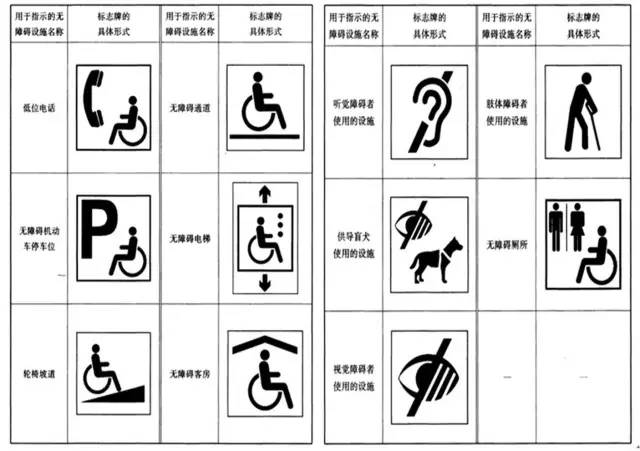 用于指示的无
障碍设施名称
标志牌的
具体形式
用于指示的无
障碍设施名称
标志牌的
具体形式
低位电话
无障碍通道
无障碍机动
车停车位
P
无障碍电梯
轮椅坡道
无障碍客房
用于指示的无
障碍设施名称
标志牌的
具体形式
用于指示的无
障碍设施名称
标志牌的
具体形式
听觉障碍者
使用的设施
肢体障碍者
使用的设施
供导盲犬
使用的设施
无障碍厕所
视觉障碍者
使用的设施
—
—